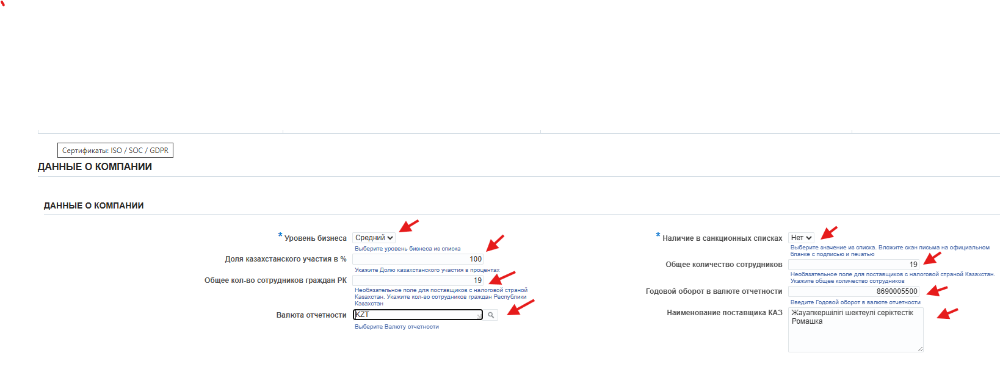 Сертификаты: ISO / SOC / GDPR
ДАННЫЕ О КОМПАНИИ
ДАННЫЕ О КОМПАНИИ
* Уровень бизнеса Средний
Выберите уровень бизнеса из списка
Доля казахстанского участия в % 100
Укажите Долю казахстанского участия в процентах
Общее кол-во сотрудников граждан РК 19
Необязательное поле для поставщиков с налоговой страной
Казахстан. Укажите кол-во сотрудников граждан Республики
Казахстан
Валюта отчетности KZT
Выберите Валюту отчетности
* Наличие в санкционных списках Нет
Выберите значение из списка. Вложите скан письма на официальном
бланке с подписью и печатью
Общее количество сотрудников 19
Необязательное поле для поставщиков с налоговой страной Казахстан.
Укажите общее количество сотрудников
Годовой оборот в валюте отчетности 8690005500
Введите Годовой оборот в валюте отчетности
Наименование поставщика КАЗ Жауапкершілігі шектеулі серіктестік
Ромашка